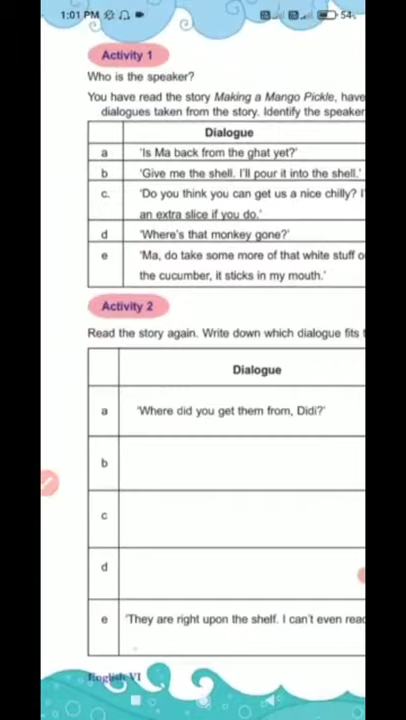 1:01 PM
54
Activity 1
Who is the speaker?
You have read the story Making a Mango Pickle, have
dialogues taken from the story. Identify the speaker
Dialogue
a 'Is Ma back from the ghat yet?'
b 'Give me the shell. I'll pour it into the shell.'
c. 'Do you think you can get us a nice chilly?
an extra slice if you do.'
d 'Where's that monkey gone?'
e 'Ma, do take some more of that white stuff
the cucumber, it sticks in my mouth.'
Activity 2
Read the story again. Write down which dialogue fits
Dialogue
a 'Where did you get them from, Didi?'
b
c
d
e 'They are right upon the shelf. I can't even
English VI